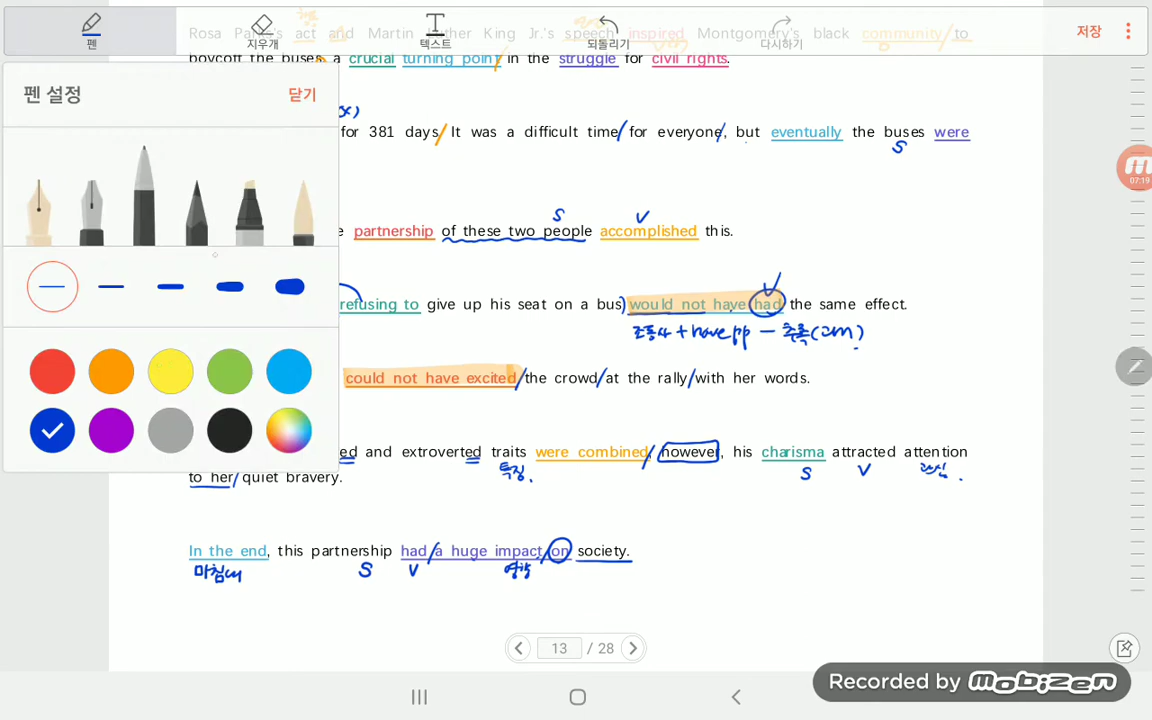 펜
지우개
텍스트
되돌리기
다시하기
저장
Rosa Parks's act and Martin Luther King Jr.'s speech inspired Montgomery's black community / to
boycott the buses a crucial turning point / in the struggle for civil rights.
펜 설정
닫기
(x)
for 381 days / It was a difficult time / for everyone /, but eventually the buses were
S
07:19
S V
partnership of these two people accomplished this.
V
refusing to give up his seat on a bus) would not have had the same effect.
조동사 + have pp - 추측(과거)
could not have excited / the crowd / at the rally / with her words.
ed and extroverted traits were combined / however, his charisma attracted attention
특징. S V 관심.
to her / quiet bravery.
In the end, this partnership had / a huge impact / on society.
마침내 S V 영향
13 / 28
Recorded by mobizen